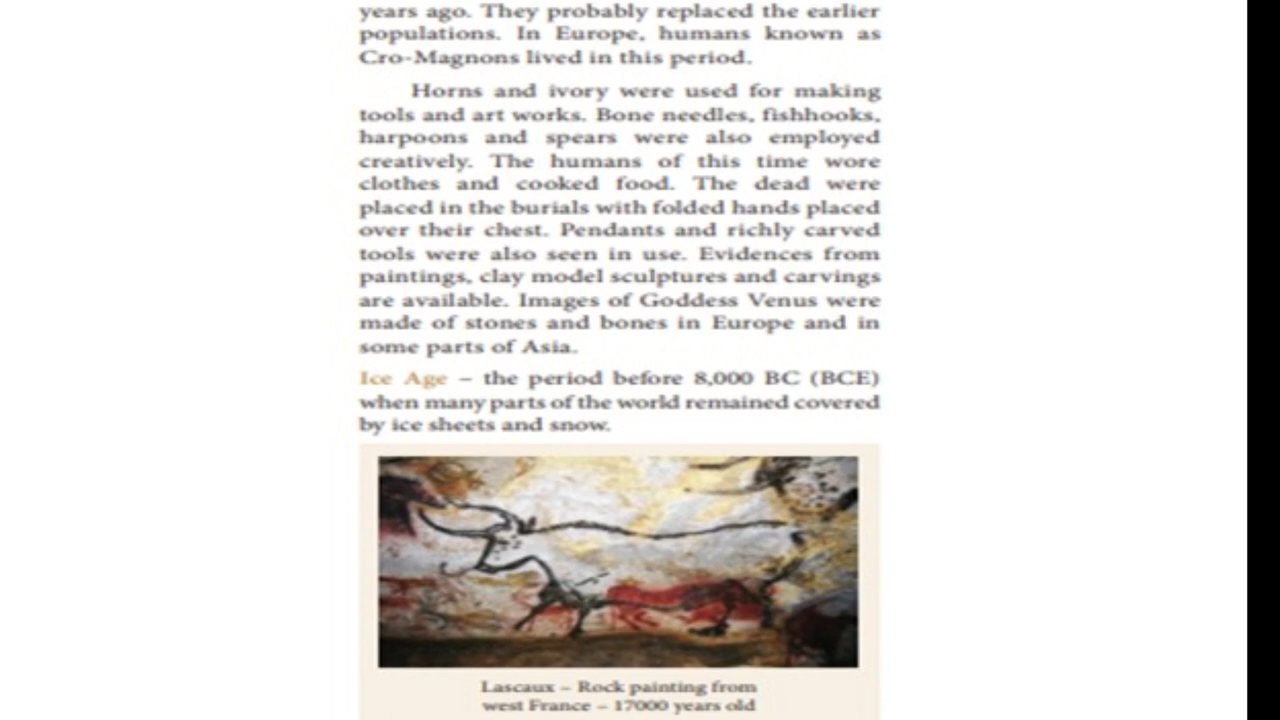 years ago. They probably replaced the earlier
populations. In Europe, humans known as
Cro-Magnons lived in this period.
Horns and ivory were used for making
tools and art works. Bone needles, fishhooks,
harpoons and spears were also employed
creatively. The humans of this time wore
clothes and cooked food. The dead were
placed in the burials with folded hands placed
over their chest. Pendants and richly carved
tools were also seen in use. Evidences from
paintings, clay model sculptures and carvings
are available. Images of Goddess Venus were
made of stones and bones in Europe and in
some parts of Asia.
Ice Age – the period before 8,000 BC (BCE)
when many parts of the world remained covered
by ice sheets and snow.
Lascaux – Rock painting from
west France – 17000 years old